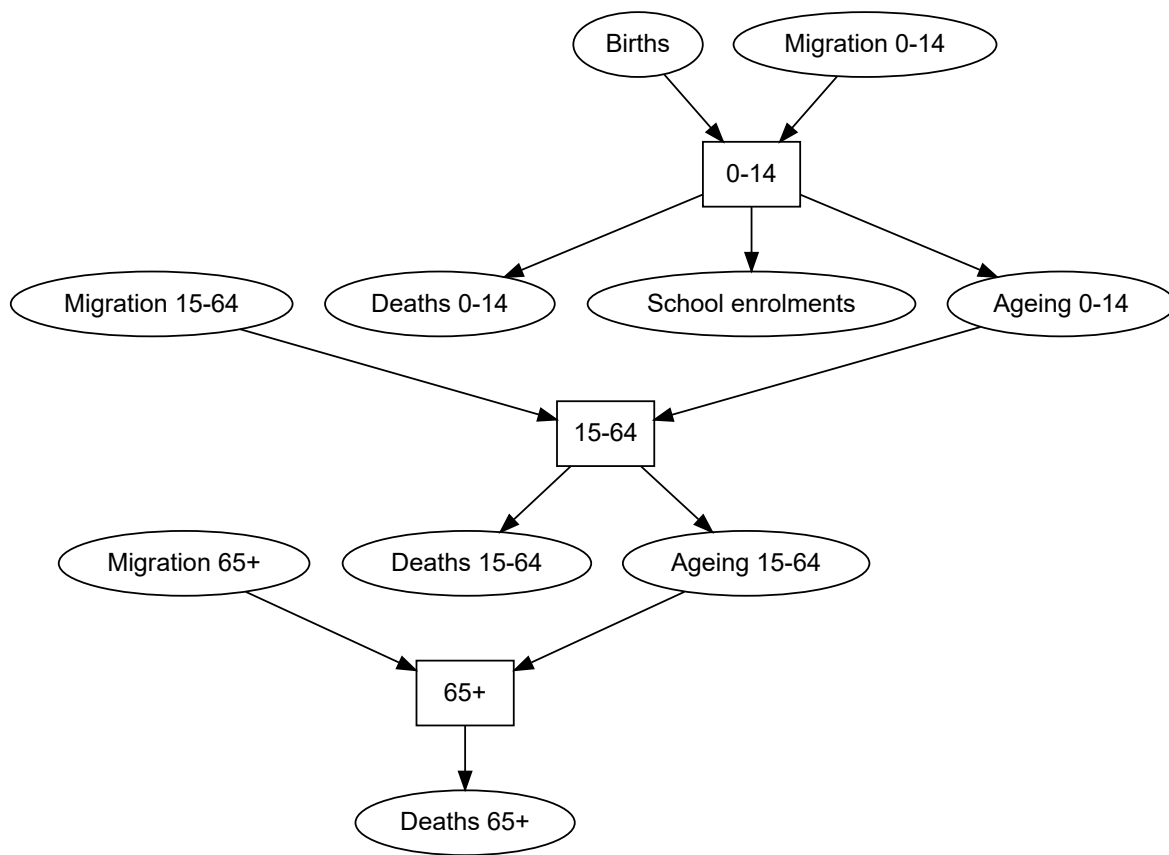 Births
Migration 0-14
0-14
Migration 15-64
Deaths 0-14
School enrolments
Ageing 0-14
15-64
Migration 65+
Deaths 15-64
Ageing 15-64
65+
Deaths 65+